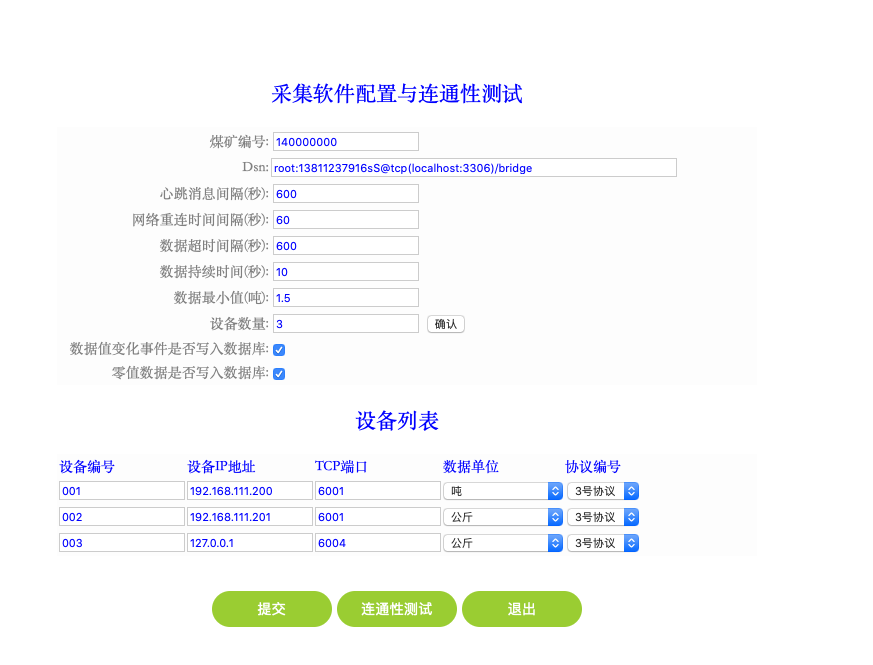 采集软件配置与连通性测试
煤矿编号: 140000000
Dsn: root:13811237916sS@tcp(localhost:3306)/bridge
心跳消息间隔(秒): 600
网络重连时间间隔(秒): 60
数据超时间隔(秒): 600
数据持续时间(秒): 10
数据最小值(吨): 1.5
设备数量: 3 确认
数据值变化事件是否写入数据库:
零值数据是否写入数据库:
设备列表
设备编号 设备IP地址 TCP端口 数据单位 协议编号
001 192.168.111.200 6001 吨 3号协议
002 192.168.111.201 6001 公斤 3号协议
003 127.0.0.1 6004 公斤 3号协议
提交 连通性测试 退出